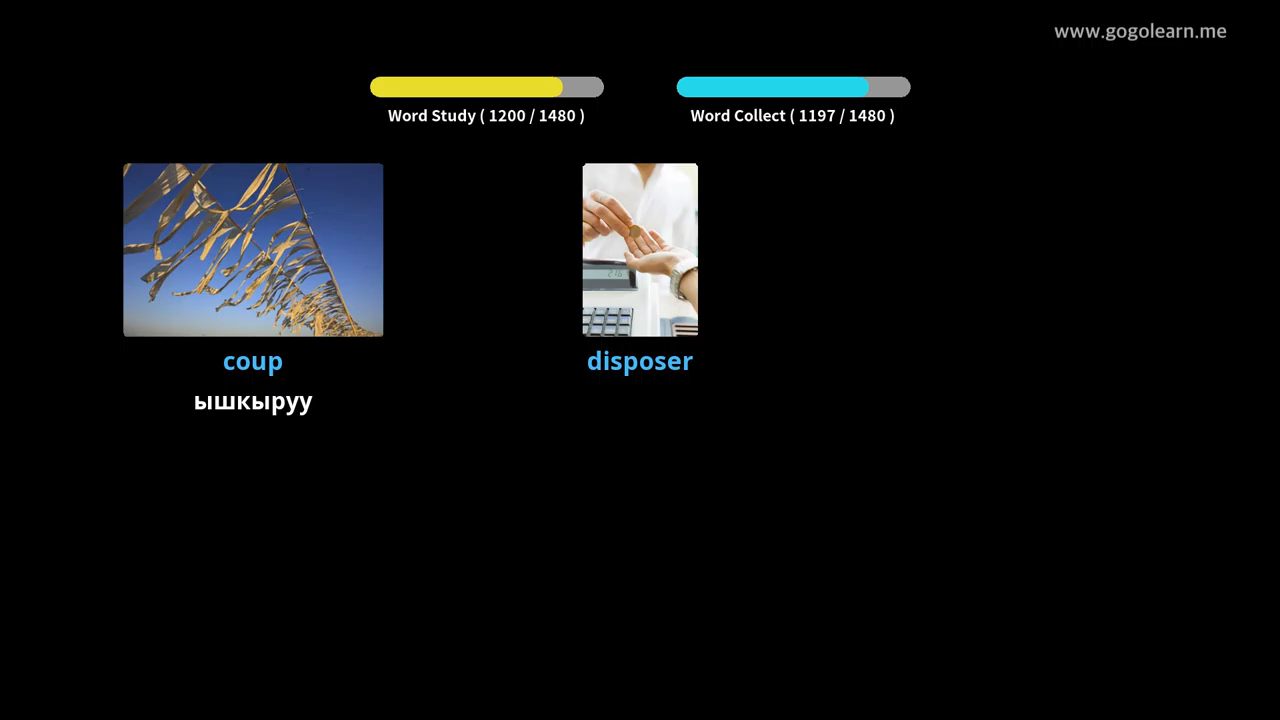 www.gogolearn.me
Word Study ( 1200 / 1480 )
Word Collect ( 1197 / 1480 )
coup
disposer
ышкыруу